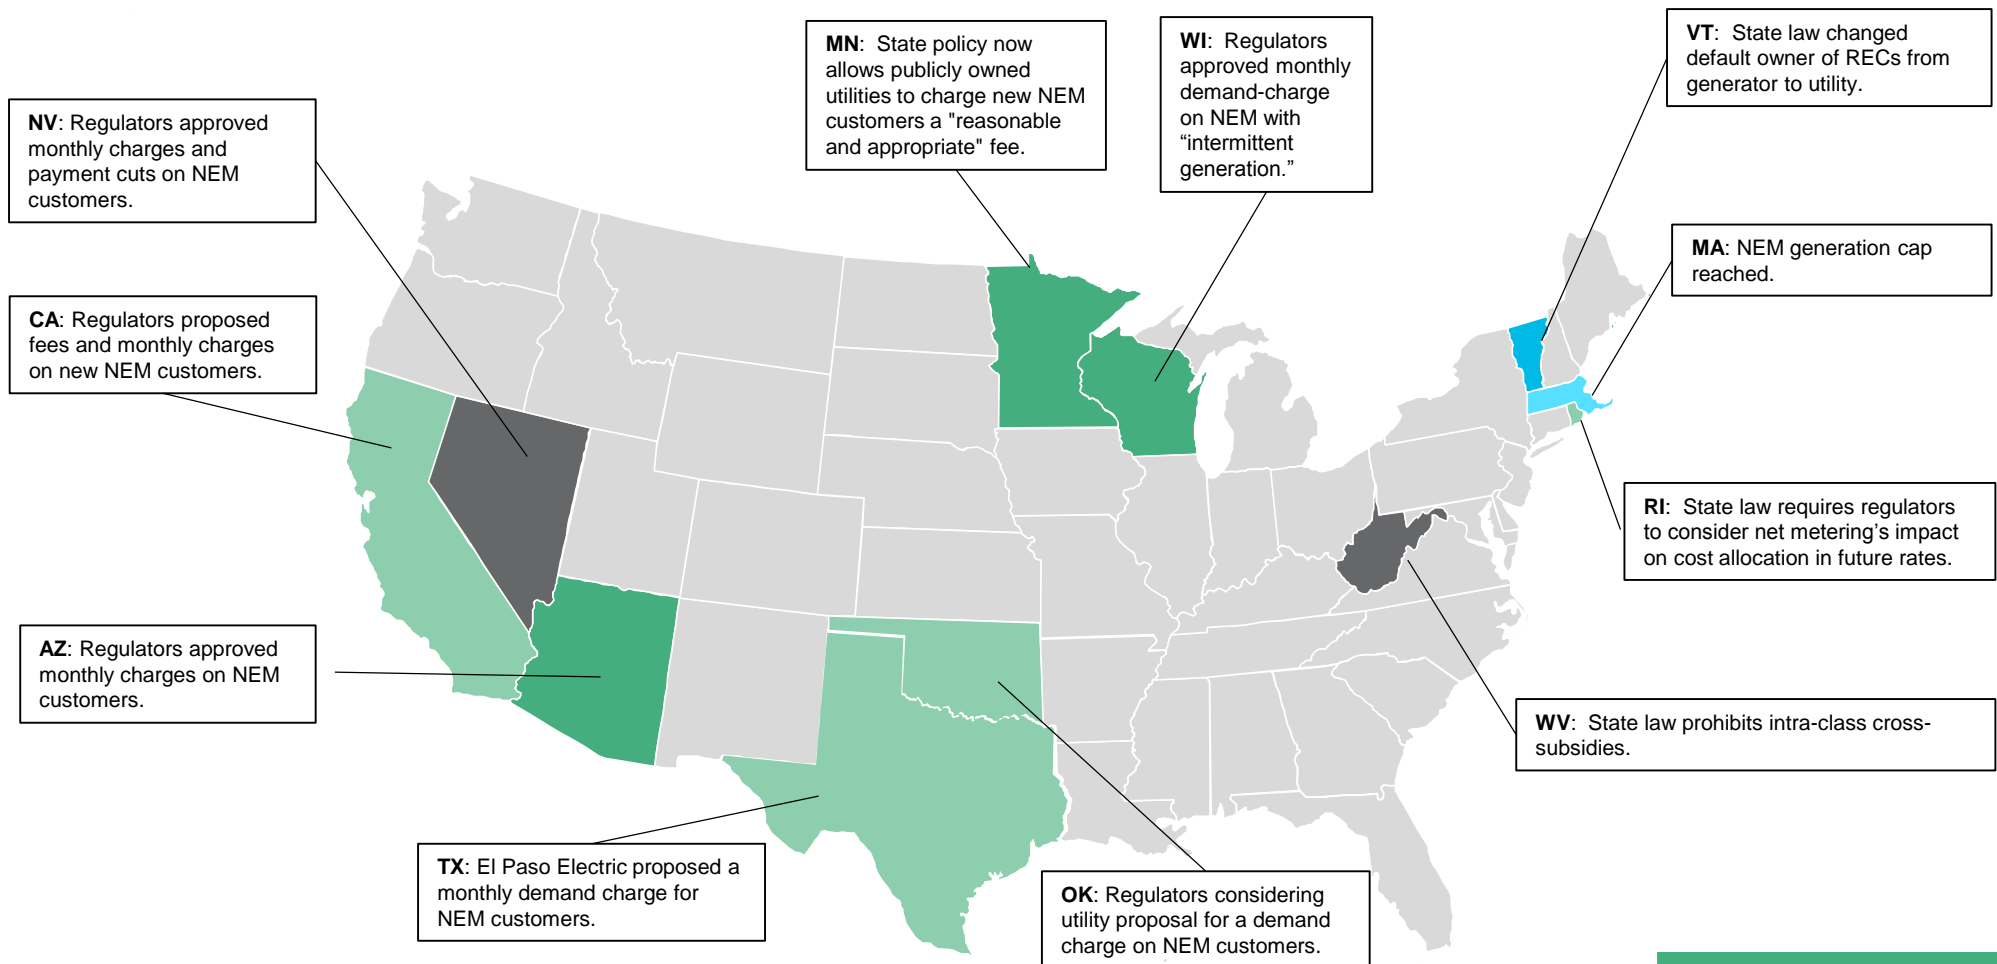 MN: State policy now
allows publicly owned
utilities to charge new NEM
customers a "reasonable
and appropriate" fee.
WI: Regulators
approved monthly
demand-charge
on NEM with
“intermittent
generation.”
VT: State law changed
default owner of RECs from
generator to utility.
NV: Regulators approved
monthly charges and
payment cuts on NEM
customers.
MA: NEM generation cap
reached.
CA: Regulators proposed
fees and monthly charges
on new NEM customers.
RI: State law requires regulators
to consider net metering’s impact
on cost allocation in future rates.
AZ: Regulators approved
monthly charges on NEM
customers.
WV: State law prohibits intra-class cross-
subsidies.
TX: El Paso Electric proposed a
monthly demand charge for
NEM customers.
OK: Regulators considering
utility proposal for a demand
charge on NEM customers.